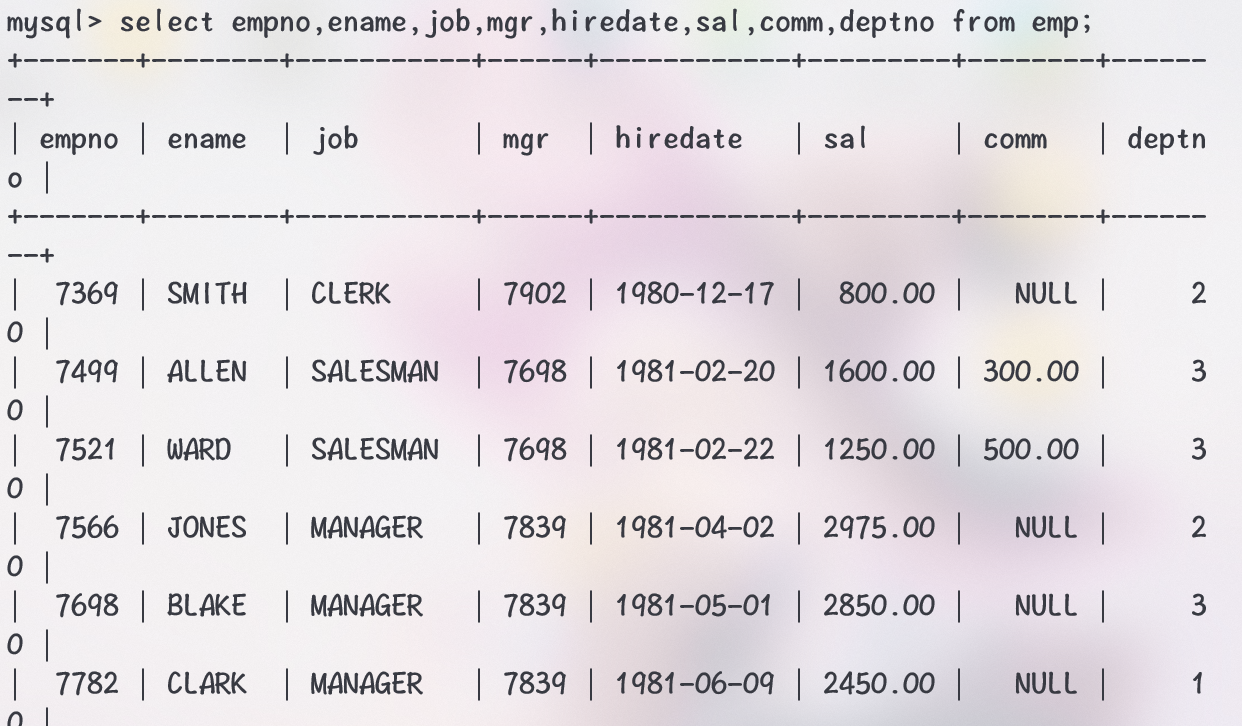 mysql> select empno,ename,job,mgr,hiredate,sal,comm,deptno from emp;
+-------+--------+-----------+------+------------+---------+--------+------
--+
| empno | ename  | job       | mgr  | hiredate   | sal     | comm   | deptn
o |
+-------+--------+-----------+------+------------+---------+--------+------
--+
|  7369 | SMITH  | CLERK     | 7902 | 1980-12-17 |  800.00 |   NULL |     2
0 |
|  7499 | ALLEN  | SALESMAN  | 7698 | 1981-02-20 | 1600.00 | 300.00 |     3
0 |
|  7521 | WARD   | SALESMAN  | 7698 | 1981-02-22 | 1250.00 | 500.00 |     3
0 |
|  7566 | JONES  | MANAGER   | 7839 | 1981-04-02 | 2975.00 |   NULL |     2
0 |
|  7698 | BLAKE  | MANAGER   | 7839 | 1981-05-01 | 2850.00 |   NULL |     3
0 |
|  7782 | CLARK  | MANAGER   | 7839 | 1981-06-09 | 2450.00 |   NULL |     1
0 |